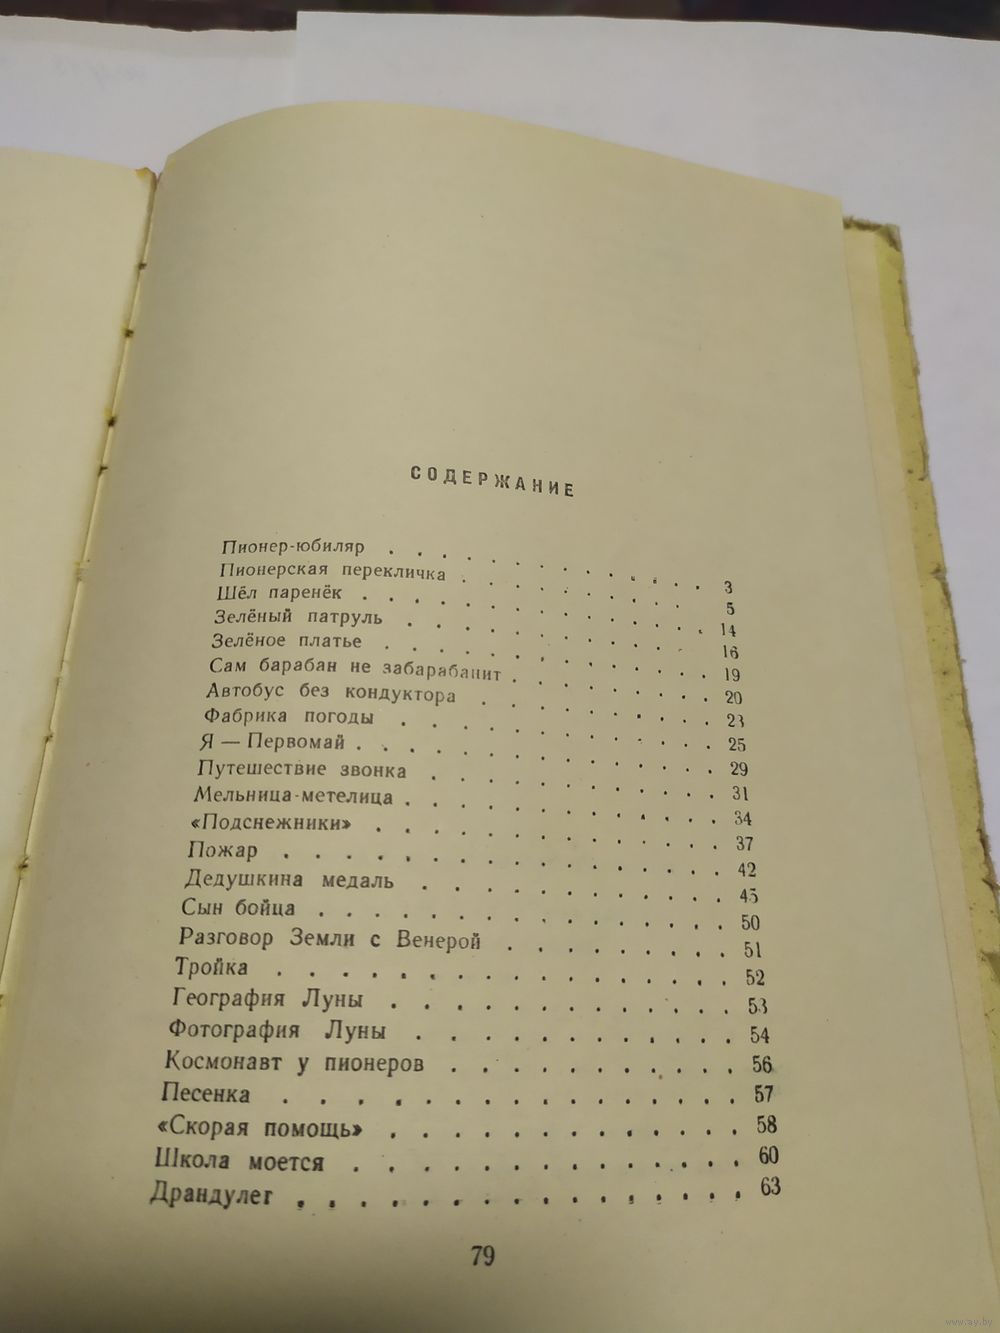 СОДЕРЖАНИЕ
Пионер-юбиляр . . . . . . . . . . . . 3
Пионерская перекличка . . . . . . . . . 5
Шёл паренёк . . . . . . . . . . . . 14
Зелёный патруль . . . . . . . . . . . 16
Зелёное платье . . . . . . . . . . . . 19
Сам барабан не забарабанит . . . . . . . . 20
Автобус без кондуктора . . . . . . . . . 23
Фабрика погоды . . . . . . . . . . . 25
Я — Первомай . . . . . . . . . . . . 29
Путешествие звонка . . . . . . . . . . 31
Мельница-метелица . . . . . . . . . . . 34
«Подснежники» . . . . . . . . . . . . 37
Пожар . . . . . . . . . . . . . . . 42
Дедушкина медаль . . . . . . . . . . . 45
Сын бойца . . . . . . . . . . . . . . 50
Разговор Земли с Венерой . . . . . . . . 51
Тройка . . . . . . . . . . . . . . . 52
География Луны . . . . . . . . . . . . 53
Фотография Луны . . . . . . . . . . . 54
Космонавт у пионеров . . . . . . . . . . 56
Песенка . . . . . . . . . . . . . . . 57
«Скорая помощь» . . . . . . . . . . . . 58
Школа моется . . . . . . . . . . . . . 60
Драндулет . . . . . . . . . . . . . . . 63
79
www.ay.by